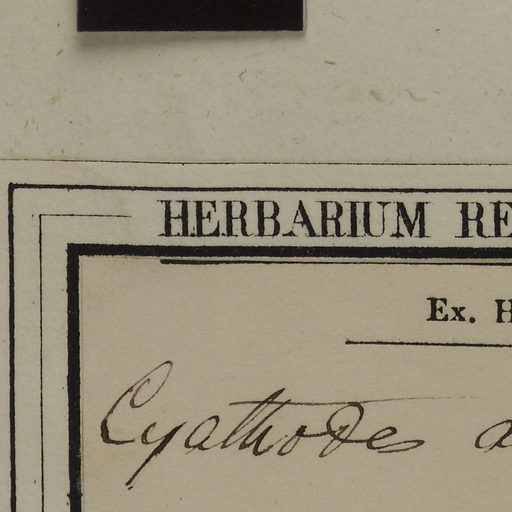 HERBARIUM RE
Ex. H
Cyathodes a